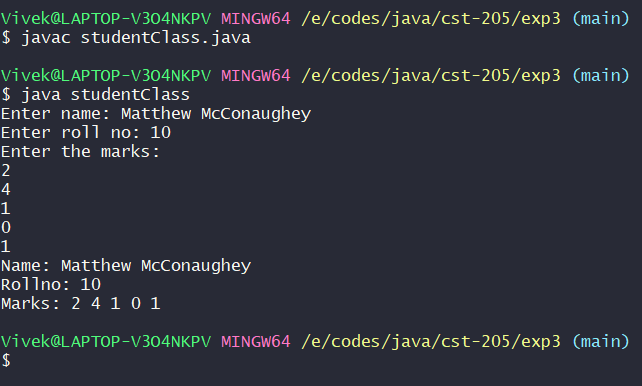 Vivek@LAPTOP-V3O4NKPV MINGW64 /e/codes/java/cst-205/exp3 (main)
$ javac studentClass.java
Vivek@LAPTOP-V3O4NKPV MINGW64 /e/codes/java/cst-205/exp3 (main)
$ java studentClass
Enter name: Matthew McConaughey
Enter roll no: 10
Enter the marks:
2
4
1
0
1
Name: Matthew McConaughey
Rollno: 10
Marks: 2 4 1 0 1
Vivek@LAPTOP-V3O4NKPV MINGW64 /e/codes/java/cst-205/exp3 (main)
$